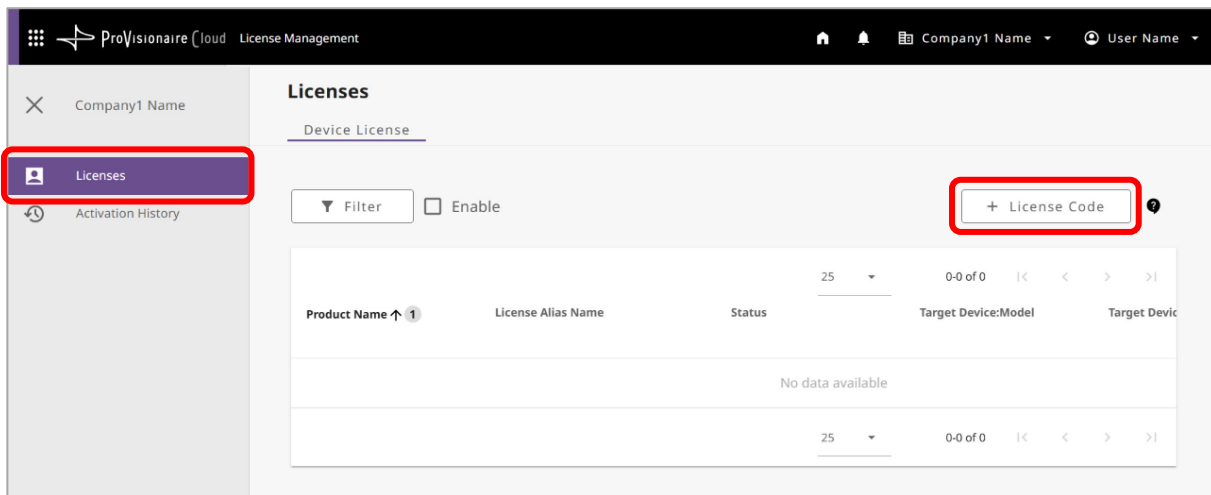 ProVisionaire Cloud License Management Company1 Name User Name
Company1 Name
Licenses
Activation History
Licenses
Device License
Filter Enable + License Code ?
25 0-0 of 0
Product Name 1 License Alias Name Status Target Device:Model Target Devic
No data available
25 0-0 of 0